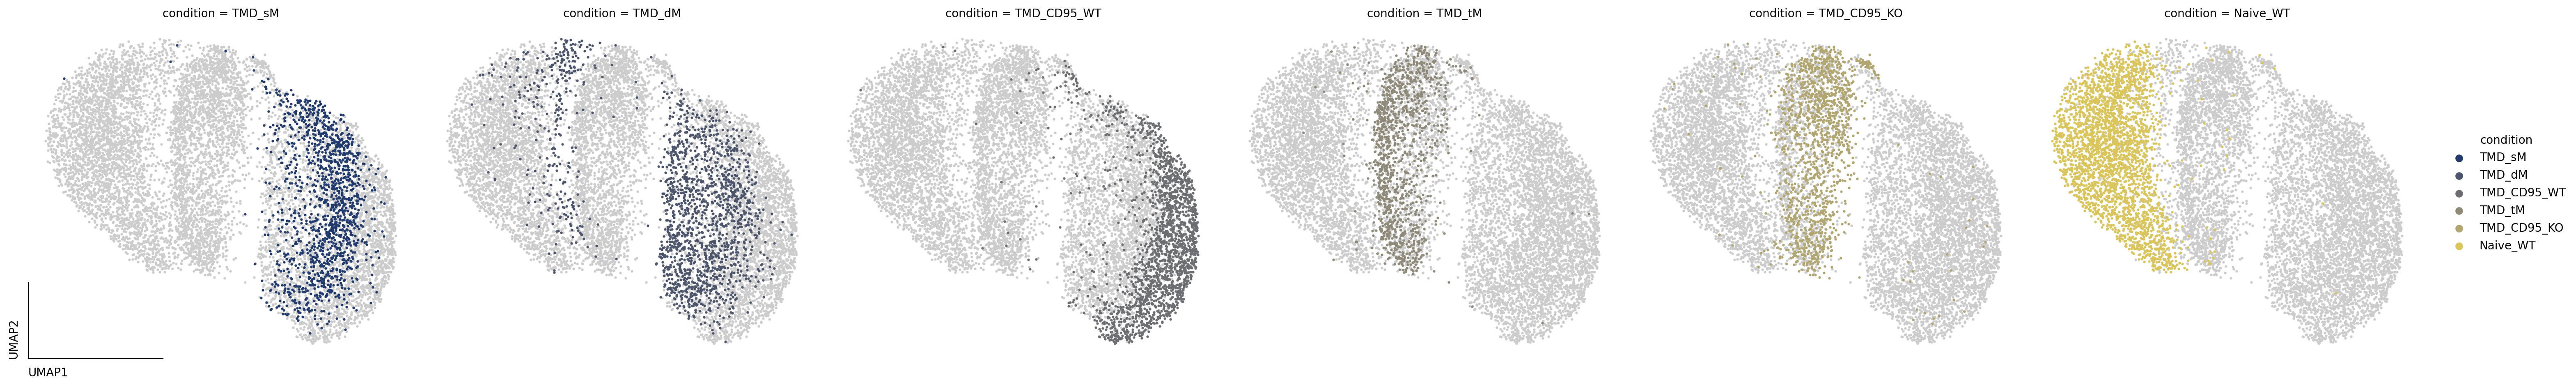 condition = TMD_sM
condition = TMD_dM
condition = TMD_CD95_WT
condition = TMD_tM
condition = TMD_CD95_KO
condition = Naive_WT
condition
TMD_sM
TMD_dM
TMD_CD95_WT
TMD_tM
TMD_CD95_KO
Naive_WT
UMAP2
UMAP1